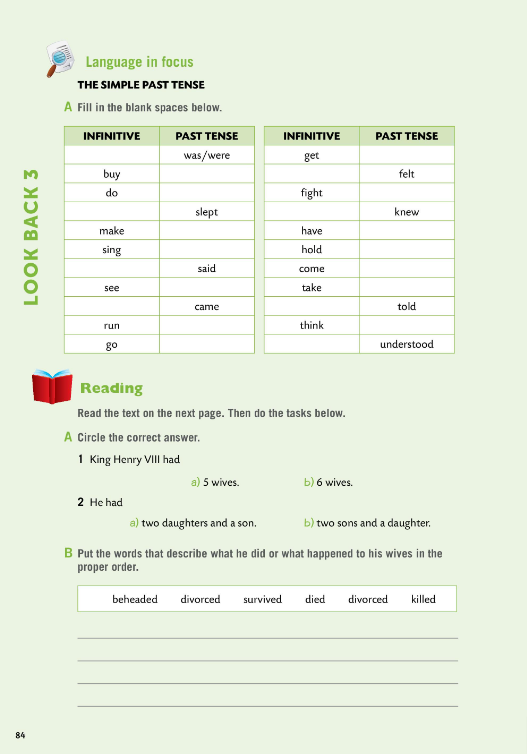 Language in focus
THE SIMPLE PAST TENSE
A Fill in the blank spaces below.
LOOK BACK 3
INFINITIVE PAST TENSE
was/were
buy
do
slept
make
sing
said
see
came
run
go
INFINITIVE PAST TENSE
get
felt
fight
knew
have
hold
come
take
told
think
understood
Reading
Read the text on the next page. Then do the tasks below.
A Circle the correct answer.
1 King Henry VIII had
a) 5 wives. b) 6 wives.
2 He had
a) two daughters and a son. b) two sons and a daughter.
B Put the words that describe what he did or what happened to his wives in the
proper order.
beheaded divorced survived died divorced killed
84